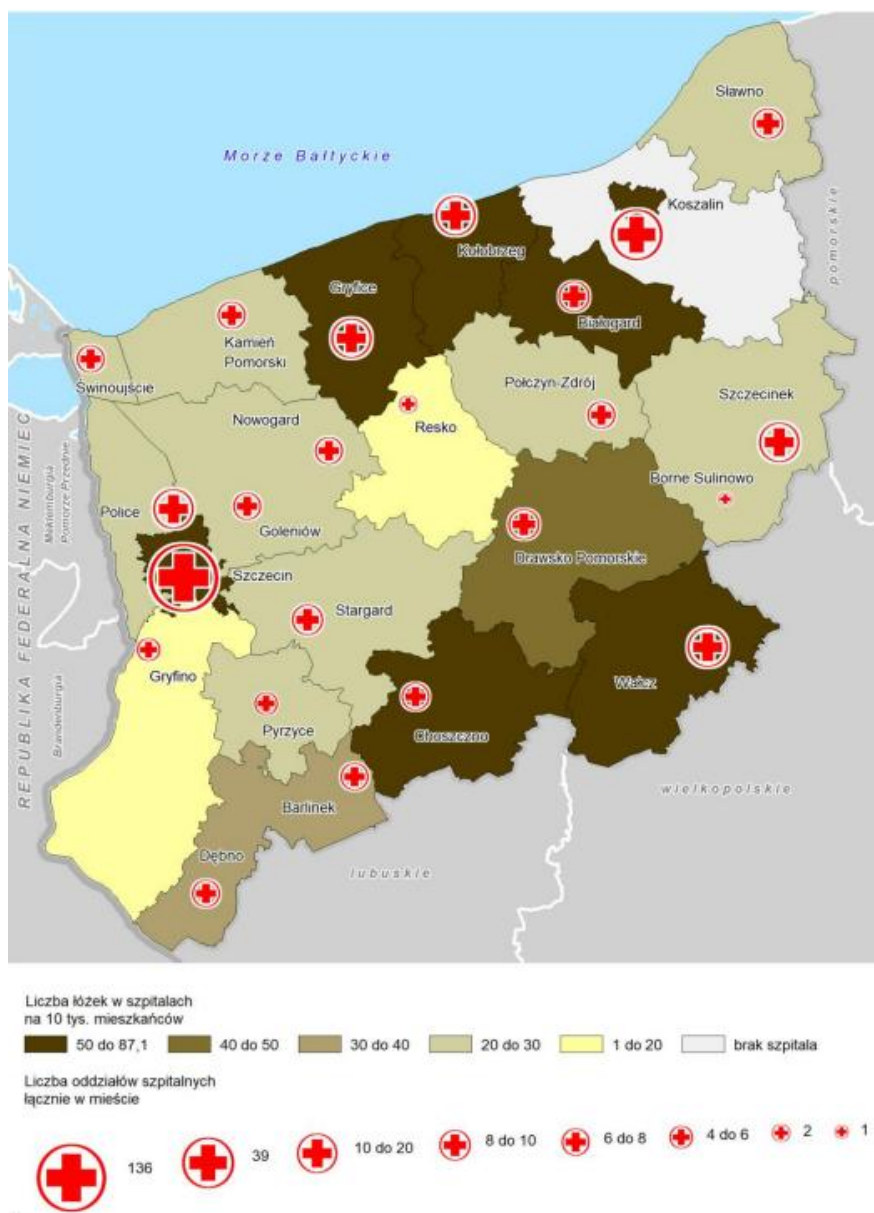 Sławno
Morze Bałtyckie
Koszalin
pomorskie
Kołobrzeg
Gryfice
Białogard
Kamień
Pomorski
Świnoujście
Połczyn-Zdrój
Szczecinek
Nowogard
Resko
Borne Sulinowo
Police
Goleniów
Drawsko Pomorskie
Szczecin
Stargard
REPUBLIKA FEDERALNA NIEMIEC
Meklemburgia
Pomorze Przednie
Gryfino
Wałcz
Brandenburgia
Pyrzyce
Choszczno
wielkopolskie
Barlinek
Dębno
lubuskie
Liczba łóżek w szpitalach
na 10 tys. mieszkańców
50 do 87,1 40 do 50 30 do 40 20 do 30 1 do 20 brak szpitala
Liczba oddziałów szpitalnych
łącznie w mieście
136 39 10 do 20 8 do 10 6 do 8 4 do 6 2 1